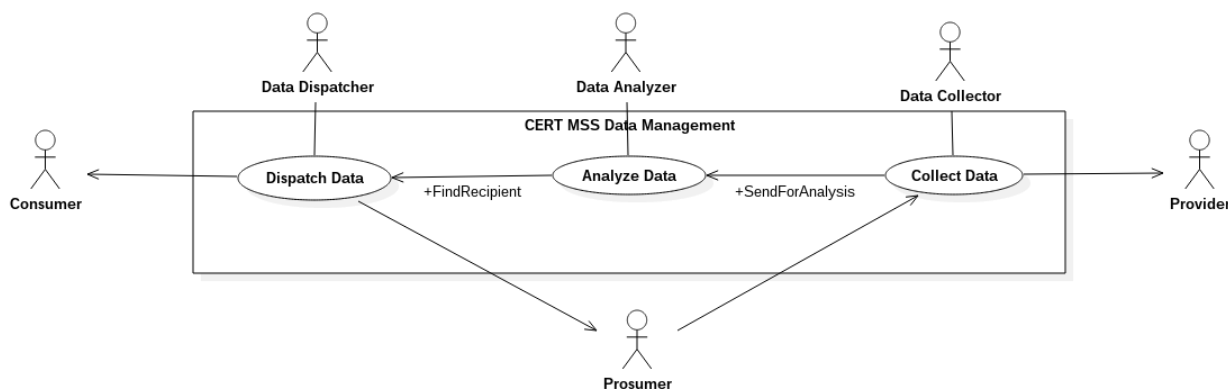 Data Dispatcher
Data Analyzer
Data Collector
CERT MSS Data Management
Consumer
Dispatch Data
+FindRecipient
Analyze Data
+SendForAnalysis
Collect Data
Provider
Prosumer